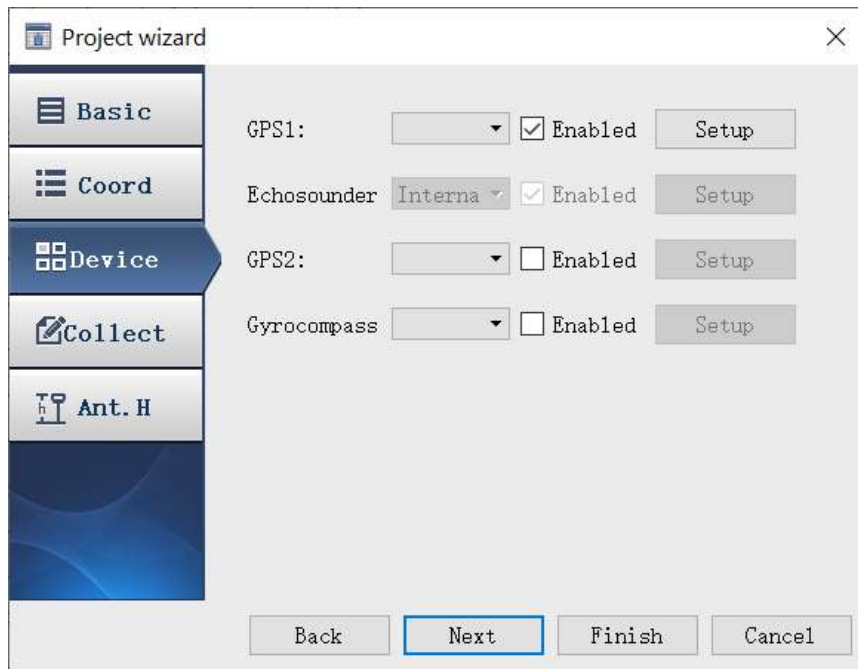 Project wizard
Basic
Coord
Device
Collect
Ant.H
GPS1: Enabled Setup
Echosounder Interna Enabled Setup
GPS2: Enabled Setup
Gyrocompass Enabled Setup
Back Next Finish Cancel